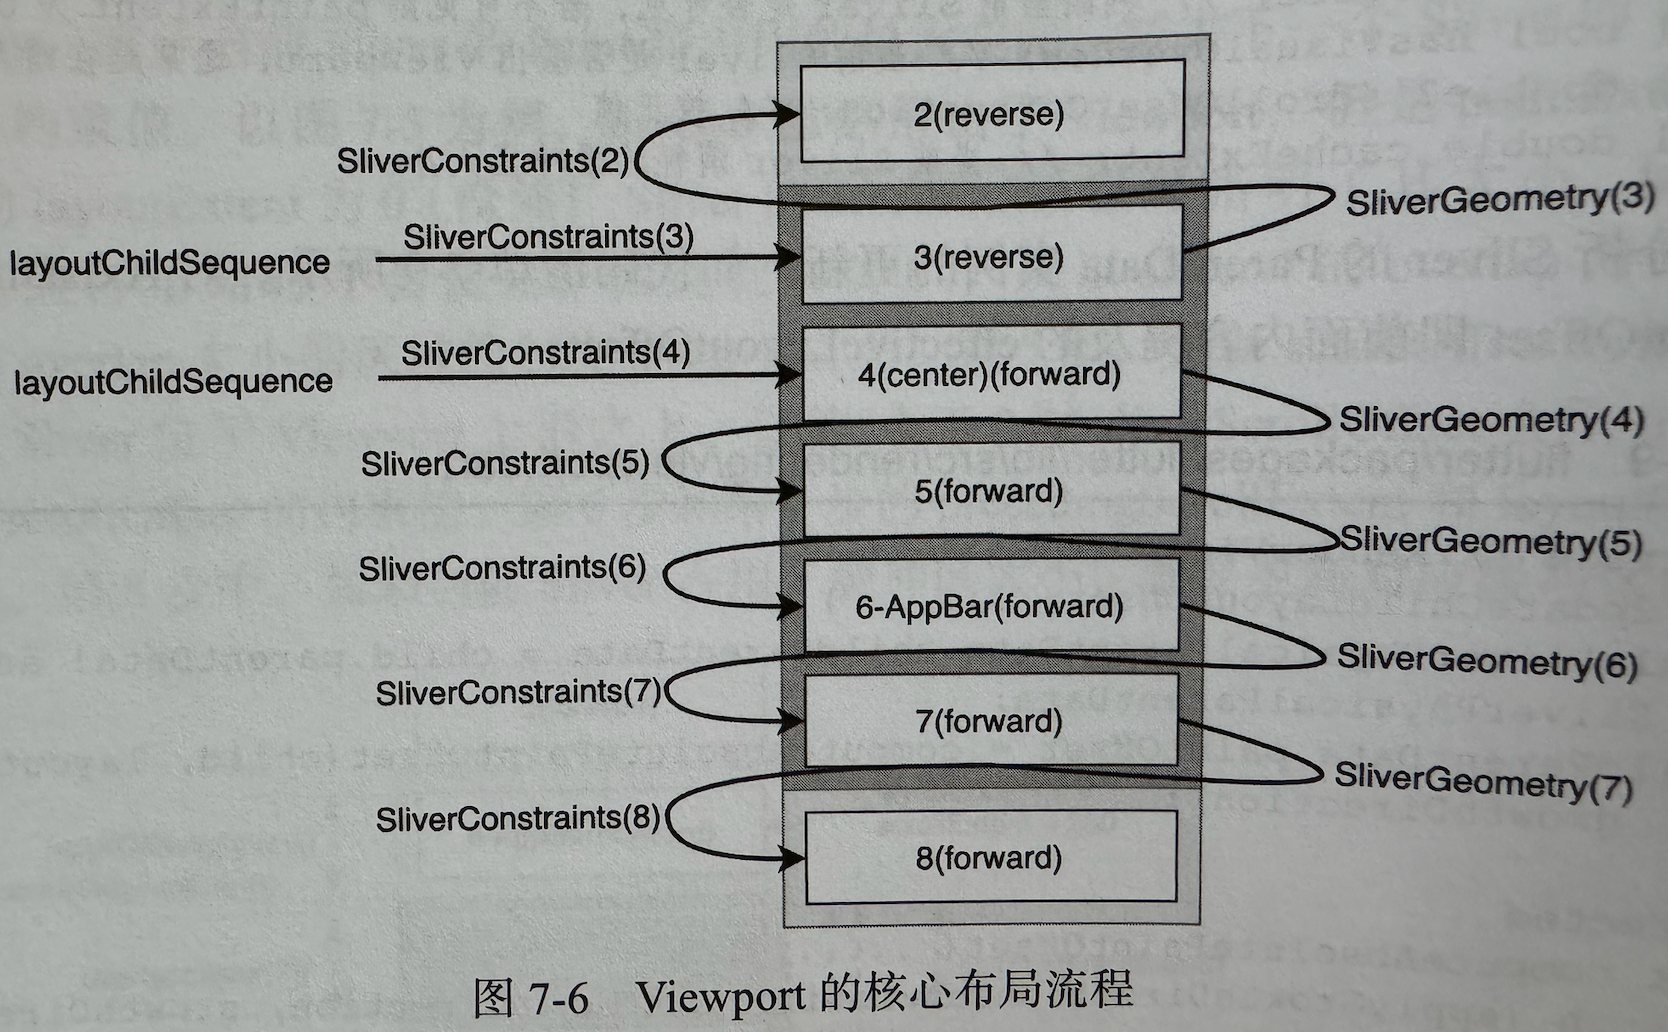 2(reverse)
SliverConstraints(2)
SliverGeometry(3)
SliverConstraints(3)
layoutChildSequence
3(reverse)
SliverConstraints(4)
layoutChildSequence
4(center)(forward)
SliverGeometry(4)
SliverConstraints(5)
5(forward)
SliverGeometry(5)
SliverConstraints(6)
6-AppBar(forward)
SliverGeometry(6)
SliverConstraints(7)
7(forward)
SliverGeometry(7)
SliverConstraints(8)
8(forward)
图 7-6 Viewport 的核心布局流程